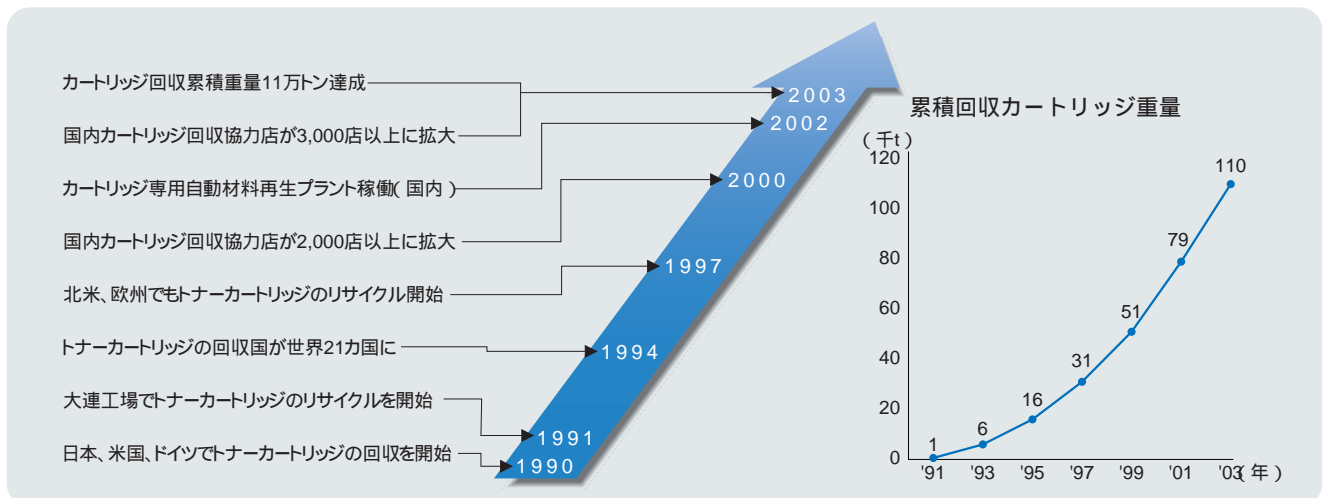 カートリッジ回収累積重量11万トン達成
国内カートリッジ回収協力店が3,000店以上に拡大
カートリッジ専用自動材料再生プラント稼働(国内)
国内カートリッジ回収協力店が2,000店以上に拡大
北米、欧州でもトナーカートリッジのリサイクル開始
トナーカートリッジの回収国が世界21カ国に
大連工場でトナーカートリッジのリサイクルを開始
日本、米国、ドイツでトナーカートリッジの回収を開始
2003
2002
2000
1997
1994
1991
1990
累積回収カートリッジ重量
(千t)
120
100
80
60
40
20
0
1
6
16
31
51
79
110
'91 '93 '95 '97 '99 '01 '03(年)